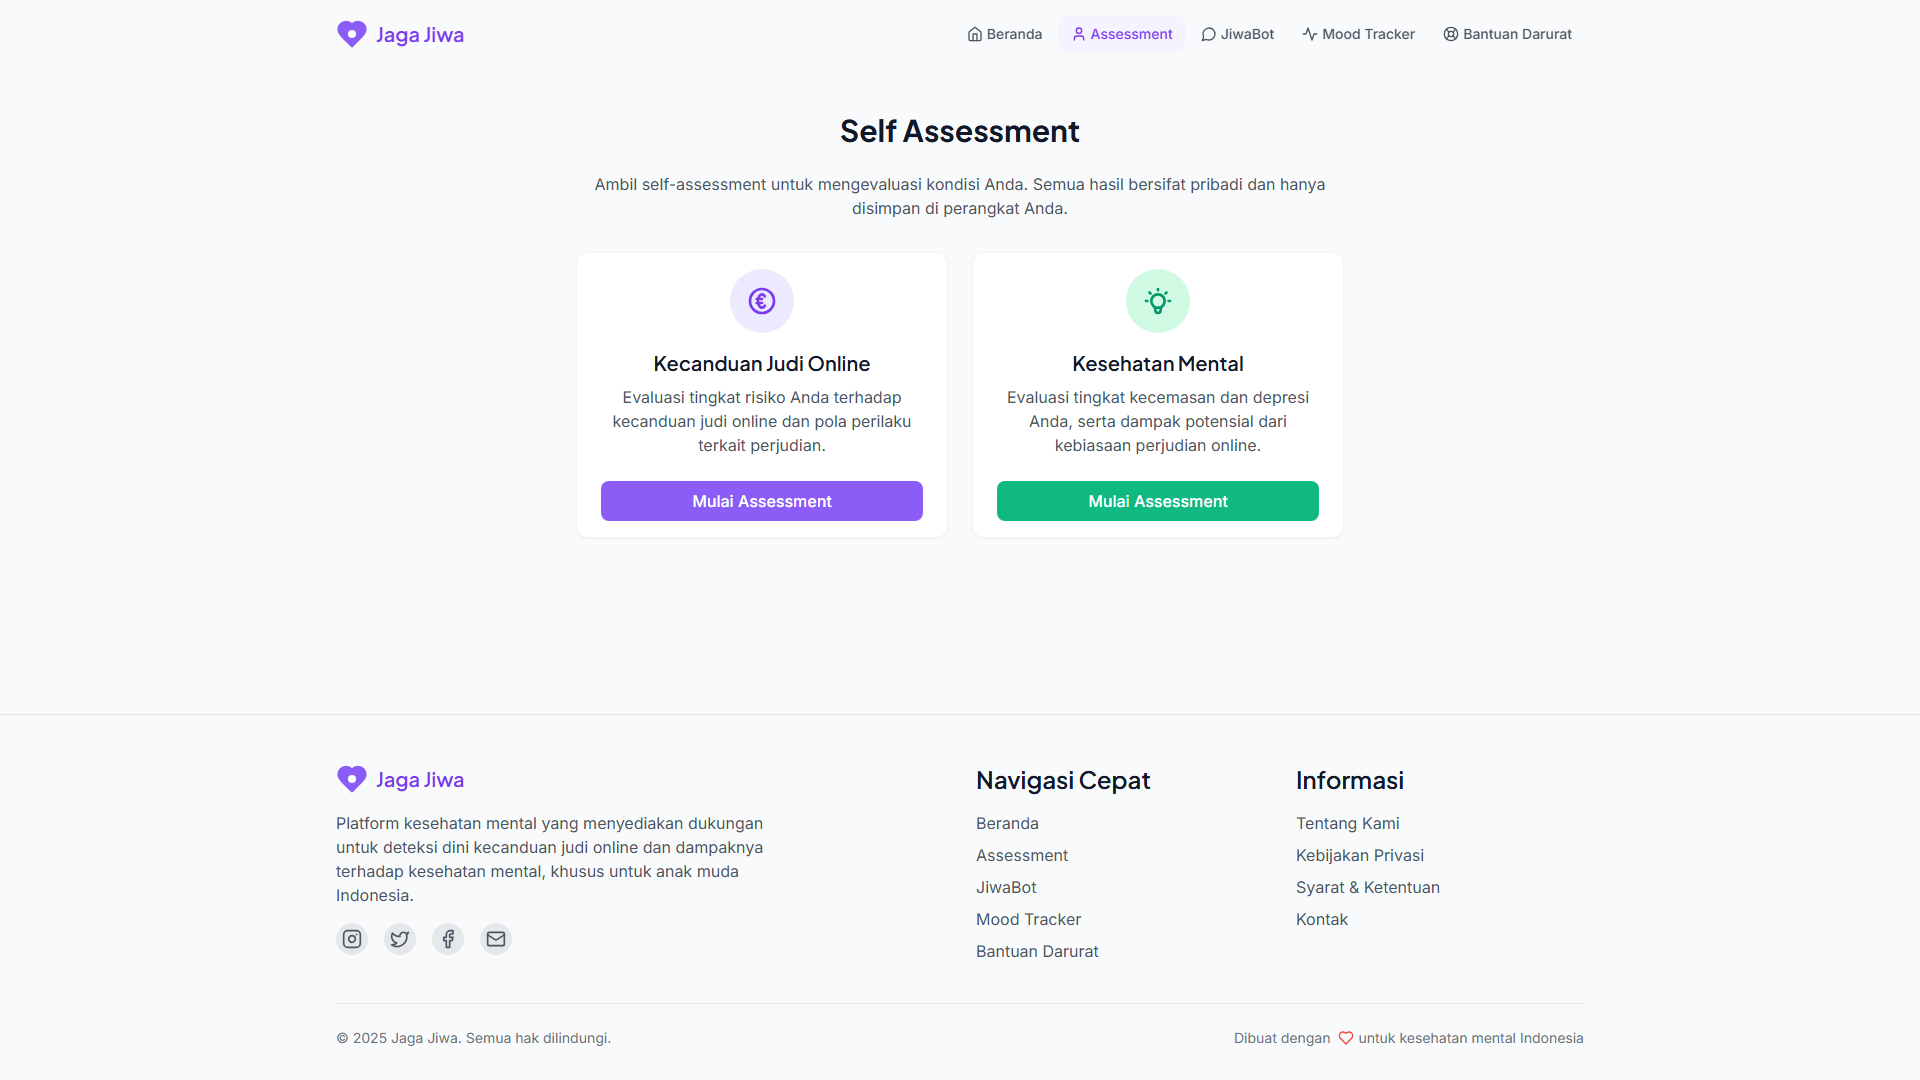 Jaga Jiwa
Beranda
Assessment
JiwaBot
Mood Tracker
Bantuan Darurat
Self Assessment
Ambil self-assessment untuk mengevaluasi kondisi Anda. Semua hasil bersifat pribadi dan hanya
disimpan di perangkat Anda.
Kecanduan Judi Online
Evaluasi tingkat risiko Anda terhadap
kecanduan judi online dan pola perilaku
terkait perjudian.
Mulai Assessment
Kesehatan Mental
Evaluasi tingkat kecemasan dan depresi
Anda, serta dampak potensial dari
kebiasaan perjudian online.
Mulai Assessment
Jaga Jiwa
Platform kesehatan mental yang menyediakan dukungan
untuk deteksi dini kecanduan judi online dan dampaknya
terhadap kesehatan mental, khusus untuk anak muda
Indonesia.
Navigasi Cepat
Beranda
Assessment
JiwaBot
Mood Tracker
Bantuan Darurat
Informasi
Tentang Kami
Kebijakan Privasi
Syarat & Ketentuan
Kontak
© 2025 Jaga Jiwa. Semua hak dilindungi.
Dibuat dengan untuk kesehatan mental Indonesia